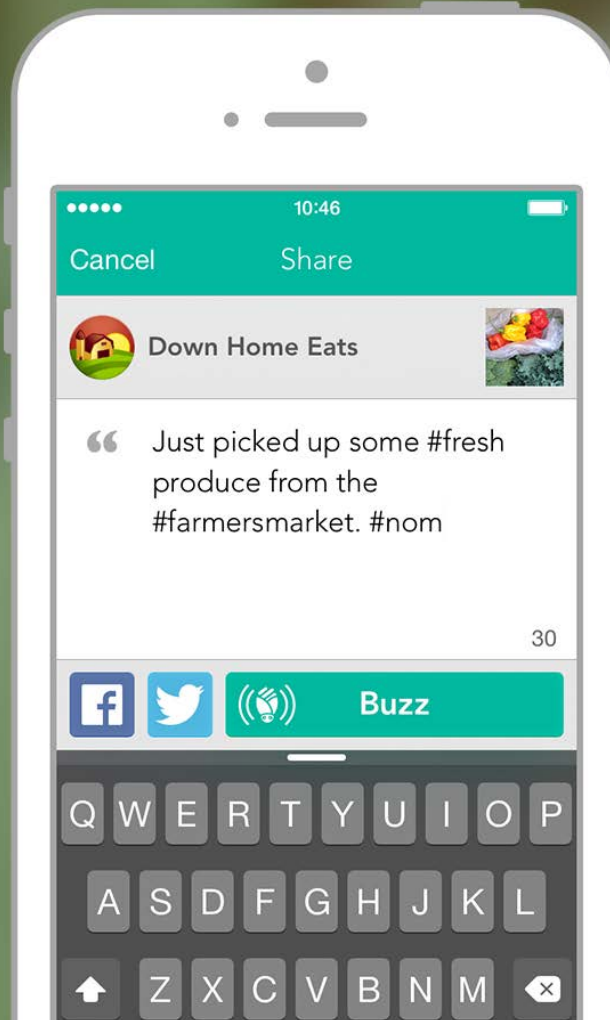 10:46
Cancel Share
Down Home Eats
“ Just picked up some #fresh
produce from the
#farmersmarket. #nom
30
f Buzz
Q W E R T Y U I O P
A S D F G H J K L
Z X C V B N M